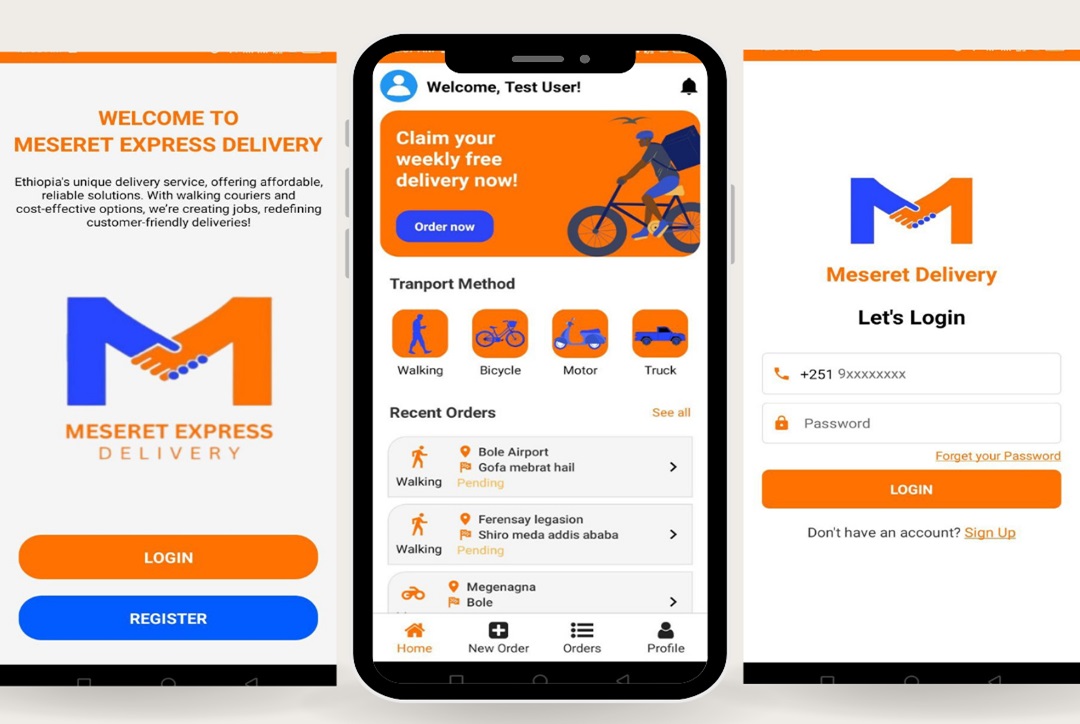 WELCOME TO
MESERET EXPRESS DELIVERY
Ethiopia's unique delivery service, offering affordable,
reliable solutions. With walking couriers and
cost-effective options, we're creating jobs, redefining
customer-friendly deliveries!
MESERET EXPRESS
DELIVERY
LOGIN
REGISTER
Welcome, Test User!
Claim your
weekly free
delivery now!
Order now
Tranport Method
Walking Bicycle Motor Truck
Recent Orders See all
Bole Airport
Gofa mebrat hail
Walking Pending
Ferensay legasion
Shiro meda addis ababa
Walking Pending
Megenagna
Bole
Home New Order Orders Profile
Meseret Delivery
Let's Login
+251 9xxxxxxxx
Password
Forget your Password
LOGIN
Don't have an account? Sign Up